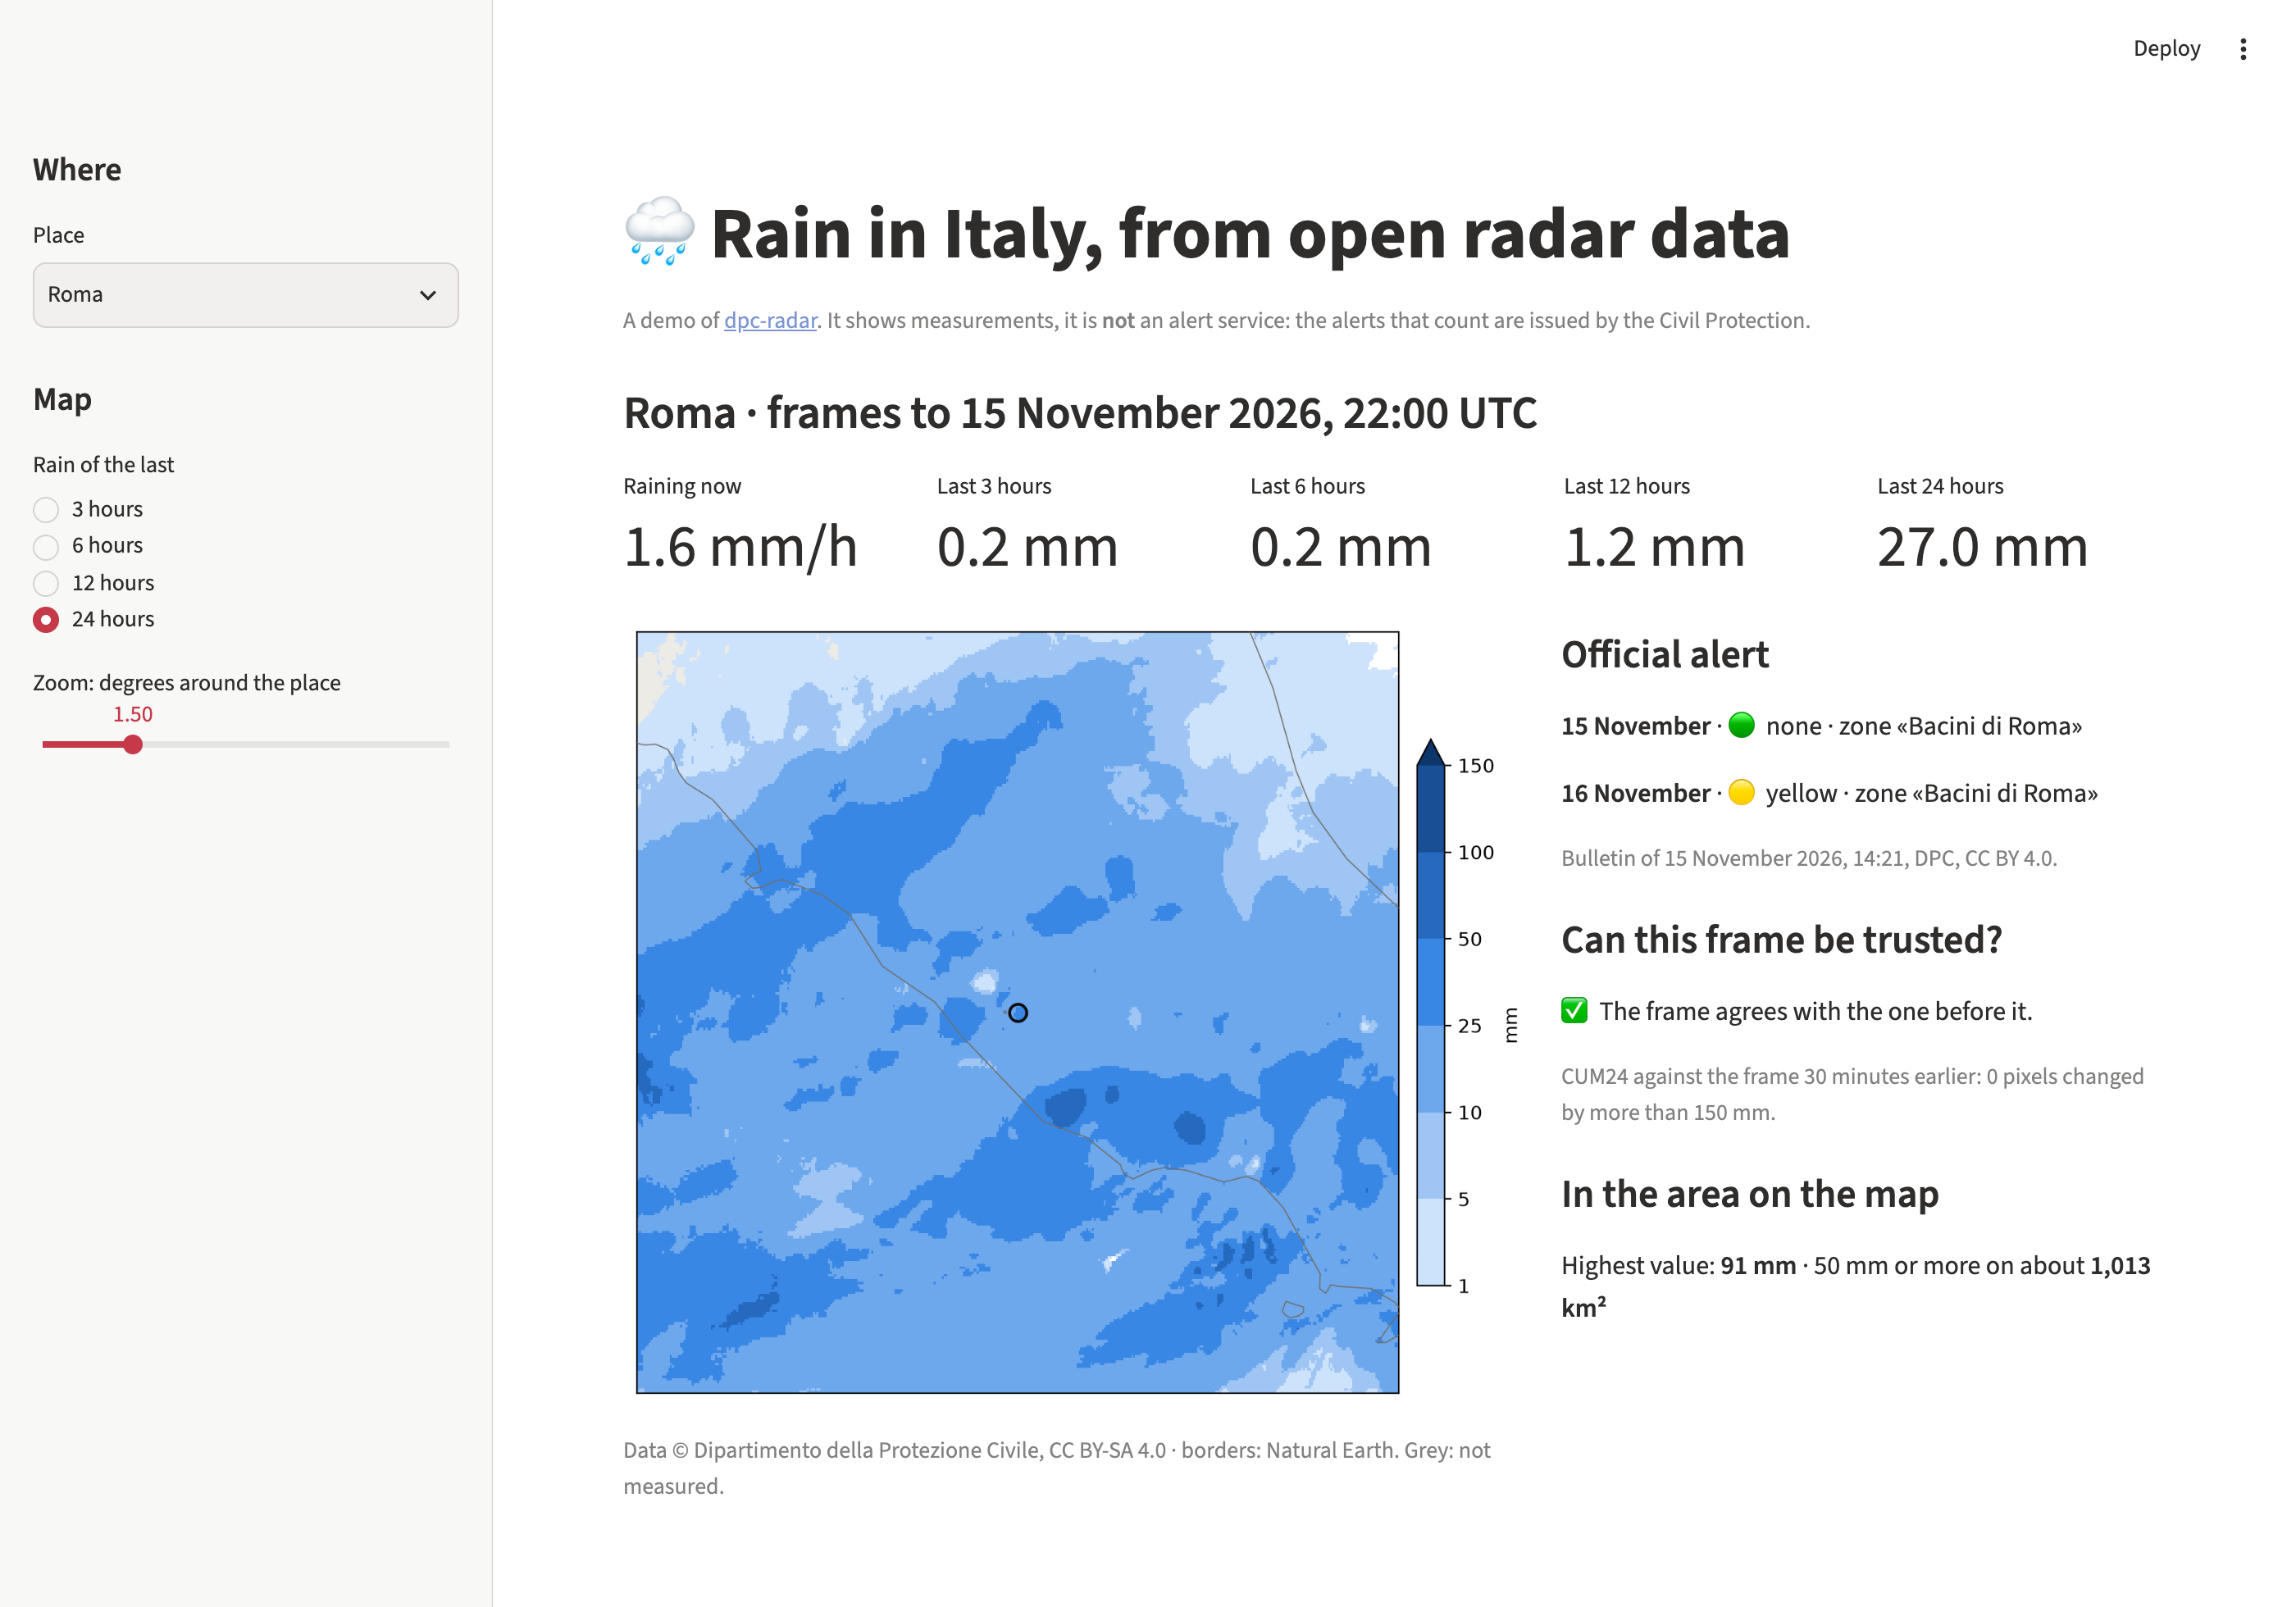 Deploy
Where
Place
Roma
Map
Rain of the last
3 hours
6 hours
12 hours
24 hours
Zoom: degrees around the place
1.50
Rain in Italy, from open radar data
A demo of dpc-radar. It shows measurements, it is not an alert service: the alerts that count are issued by the Civil Protection.
Roma · frames to 15 November 2026, 22:00 UTC
Raining now
1.6 mm/h
Last 3 hours
0.2 mm
Last 6 hours
0.2 mm
Last 12 hours
1.2 mm
Last 24 hours
27.0 mm
150
100
50
25
10
5
1
mm
Data © Dipartimento della Protezione Civile, CC BY-SA 4.0 · borders: Natural Earth. Grey: not
measured.
Official alert
15 November · none · zone «Bacini di Roma»
16 November · yellow · zone «Bacini di Roma»
Bulletin of 15 November 2026, 14:21, DPC, CC BY 4.0.
Can this frame be trusted?
The frame agrees with the one before it.
CUM24 against the frame 30 minutes earlier: 0 pixels changed
by more than 150 mm.
In the area on the map
Highest value: 91 mm · 50 mm or more on about 1,013
km²